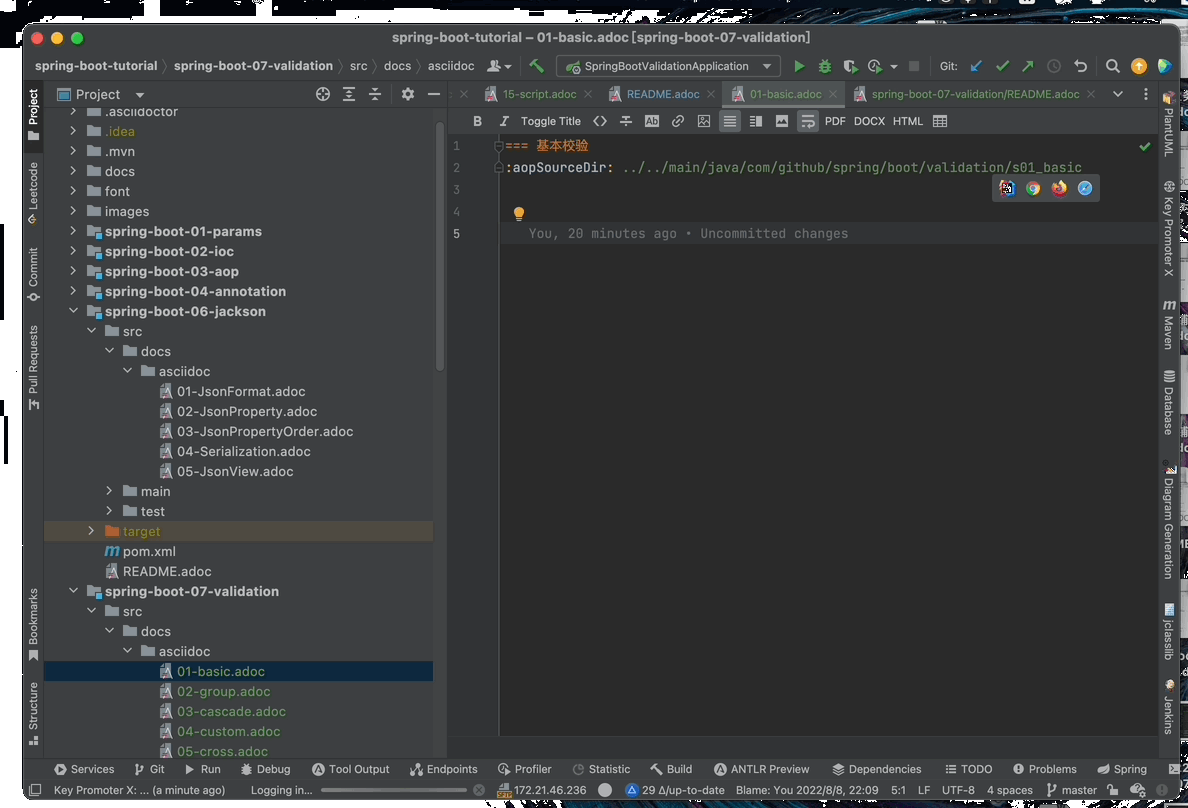 spring-boot-tutorial – 01-basic.adoc [spring-boot-07-validation]
spring-boot-tutorial
spring-boot-07-validation
src
docs
asciidoc
SpringBootValidationApplication
Git:
Project
15-script.adoc
README.adoc
01-basic.adoc
spring-boot-07-validation/README.adoc
B
I
Toggle Title
PDF
DOCX
HTML
Project
Leetcode
Commit
Pull Requests
Bookmarks
Structure
.asciidoctor
.idea
.mvn
docs
font
images
spring-boot-01-params
spring-boot-02-ioc
spring-boot-03-aop
spring-boot-04-annotation
spring-boot-06-jackson
src
docs
asciidoc
01-JsonFormat.adoc
02-JsonProperty.adoc
03-JsonPropertyOrder.adoc
04-Serialization.adoc
05-JsonView.adoc
main
test
target
pom.xml
README.adoc
spring-boot-07-validation
src
docs
asciidoc
01-basic.adoc
02-group.adoc
03-cascade.adoc
04-custom.adoc
05-cross.adoc
1 === 基本校验
2 :aopSourceDir: ../../main/java/com/github/spring/boot/validation/s01_basic
3
4
5 You, 20 minutes ago • Uncommitted changes
PlantUML
Key Promoter X
Maven
Database
Diagram Generation
jclasslib
Jenkins
Services
Git
Run
Debug
Tool Output
Endpoints
Profiler
Statistic
Build
ANTLR Preview
Dependencies
TODO
Problems
Spring
Key Promoter X: ... (a minute ago)
Logging in...
SFTP
172.21.46.236
29 ∆/up-to-date
Blame: You 2022/8/8, 22:09
5:1
LF
UTF-8
4 spaces
master